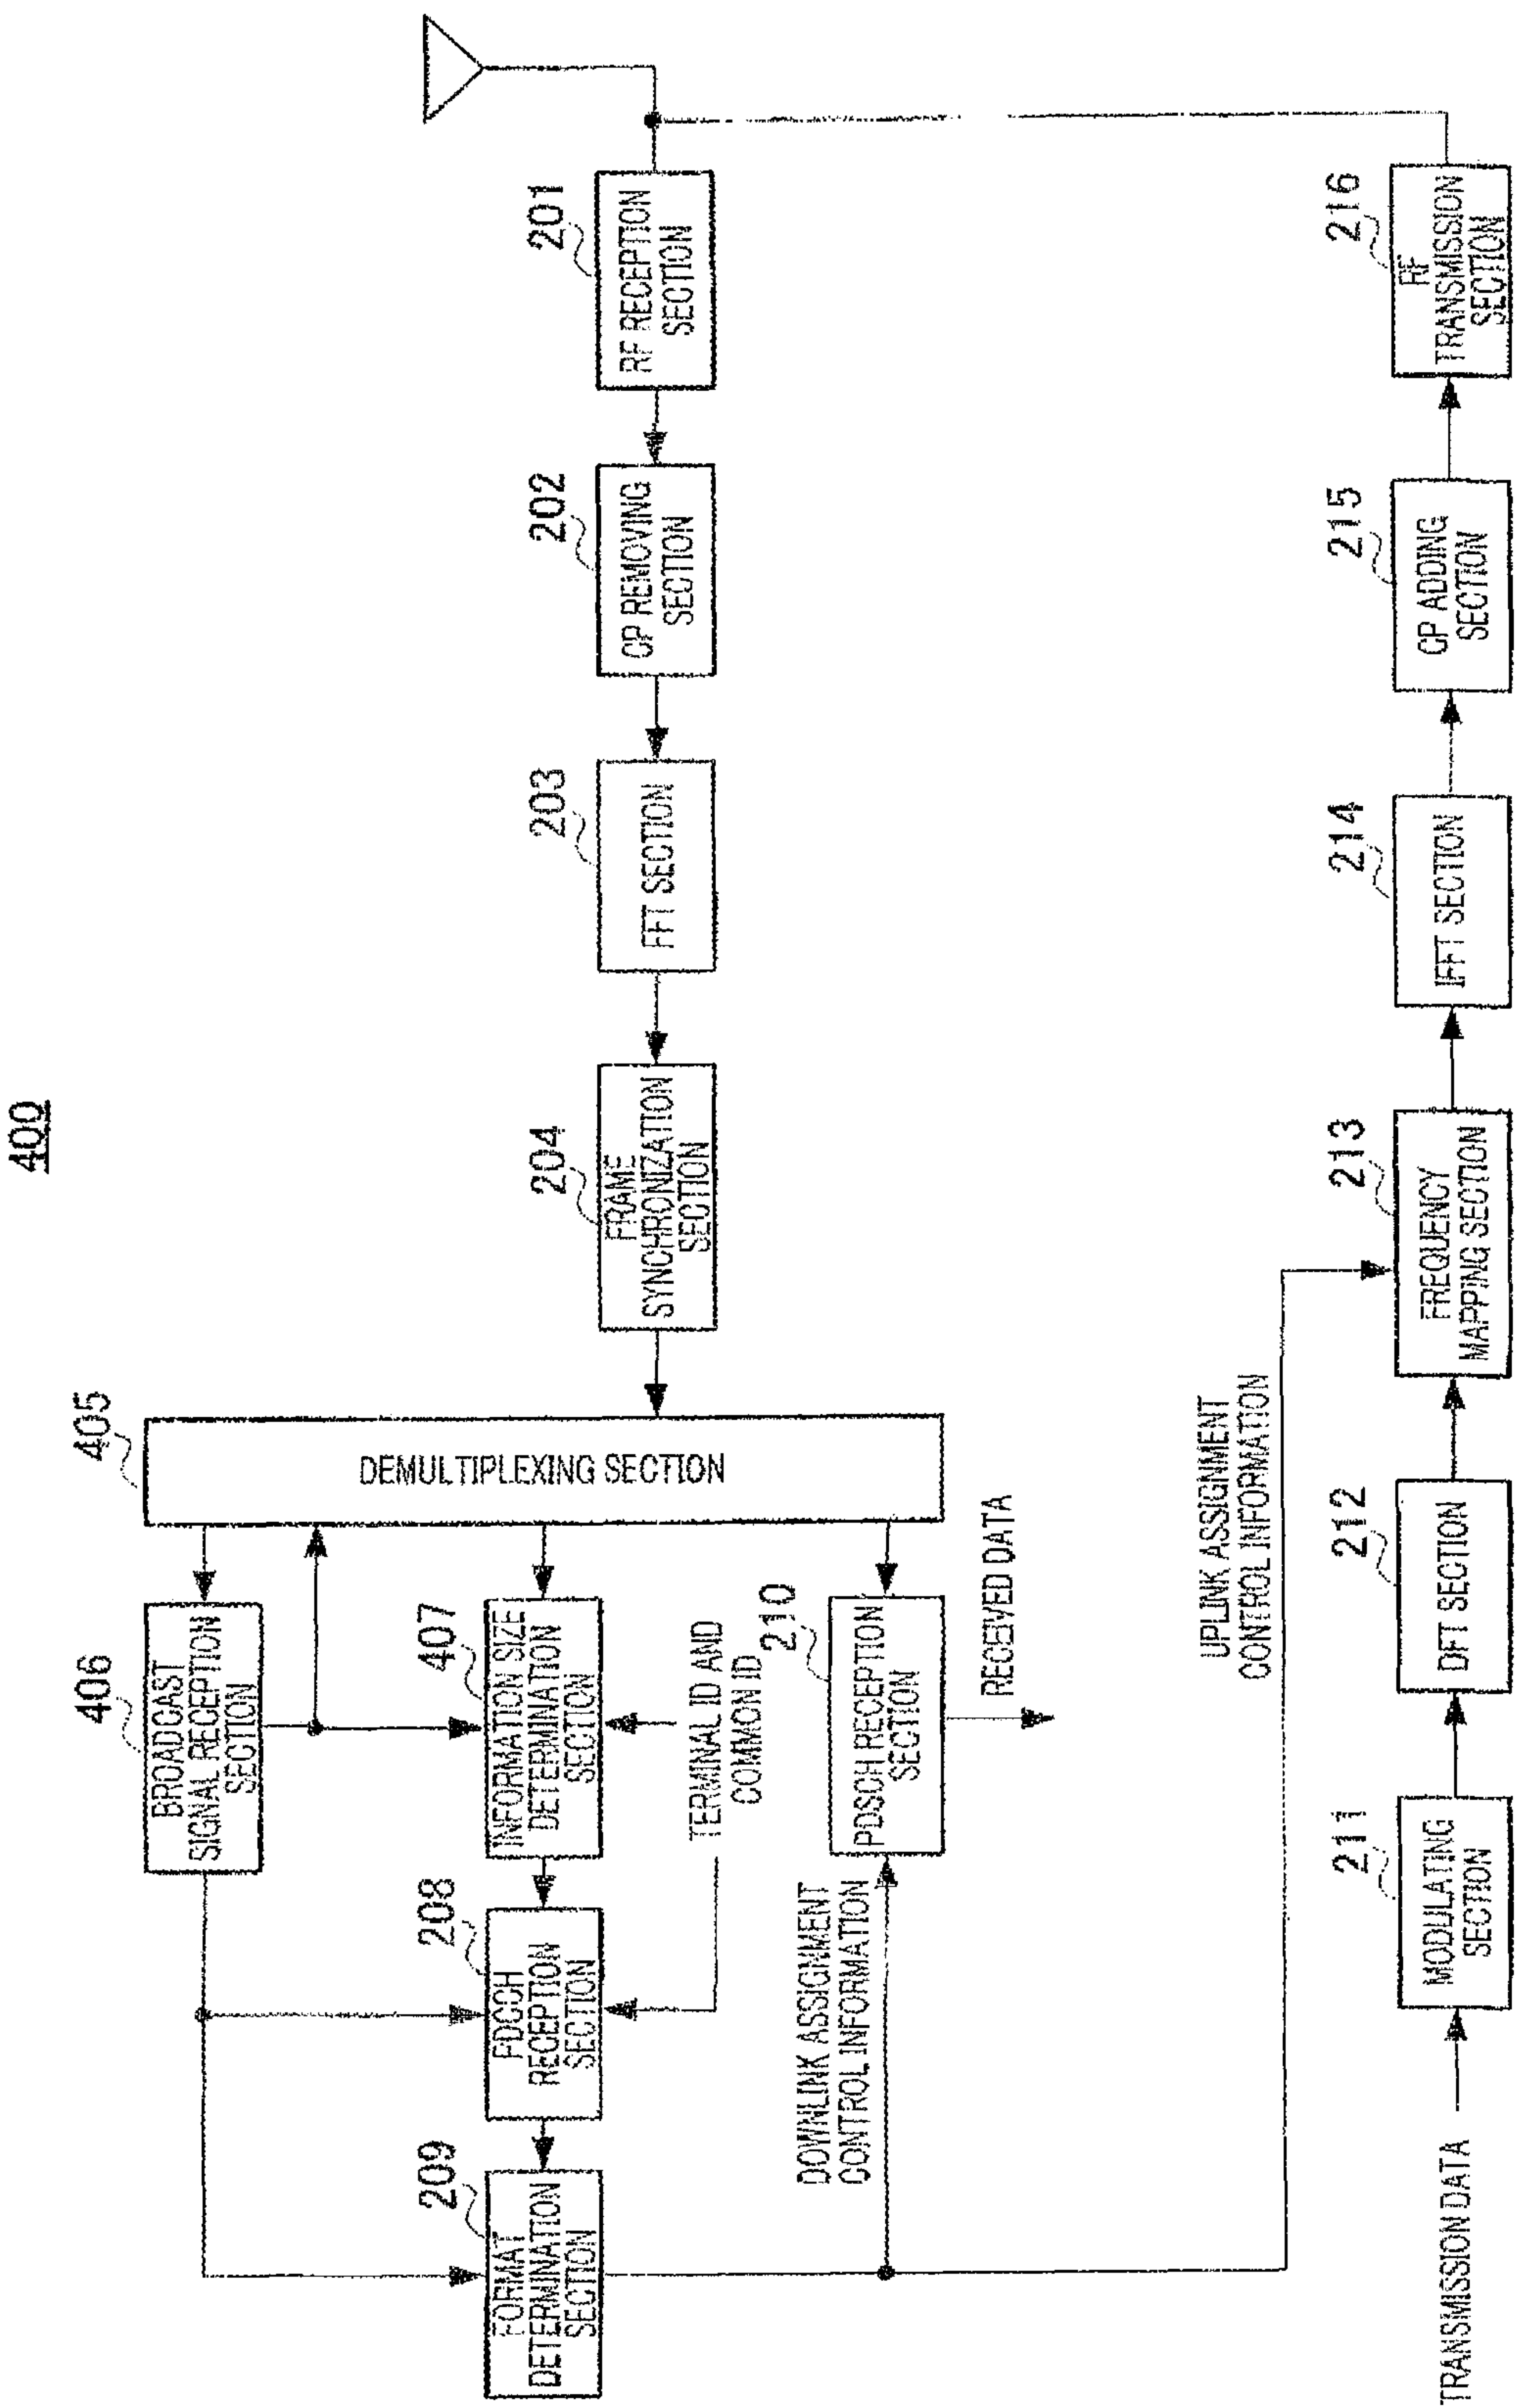 400
201
RF RECEPTION
SECTION
202
CP REMOVING
SECTION
203
FFT SECTION
204
FRAME
SYNCHRONIZATION
SECTION
405
DEMULTIPLEXING SECTION
406
BROADCAST
SIGNAL RECEPTION
SECTION
407
INFORMATION SIZE
DETERMINATION
SECTION
TERMINAL ID AND
COMMON ID
208
PDCCH
RECEPTION
SECTION
209
FORMAT
DETERMINATION
SECTION
210
PDSCH RECEPTION
SECTION
RECEIVED DATA
DOWNLINK ASSIGNMENT
CONTROL INFORMATION
UPLINK ASSIGNMENT
CONTROL INFORMATION
TRANSMISSION DATA
211
MODULATING
SECTION
212
DFT SECTION
213
FREQUENCY
MAPPING SECTION
214
IFFT SECTION
215
CP ADDING
SECTION
216
RF
TRANSMISSION
SECTION